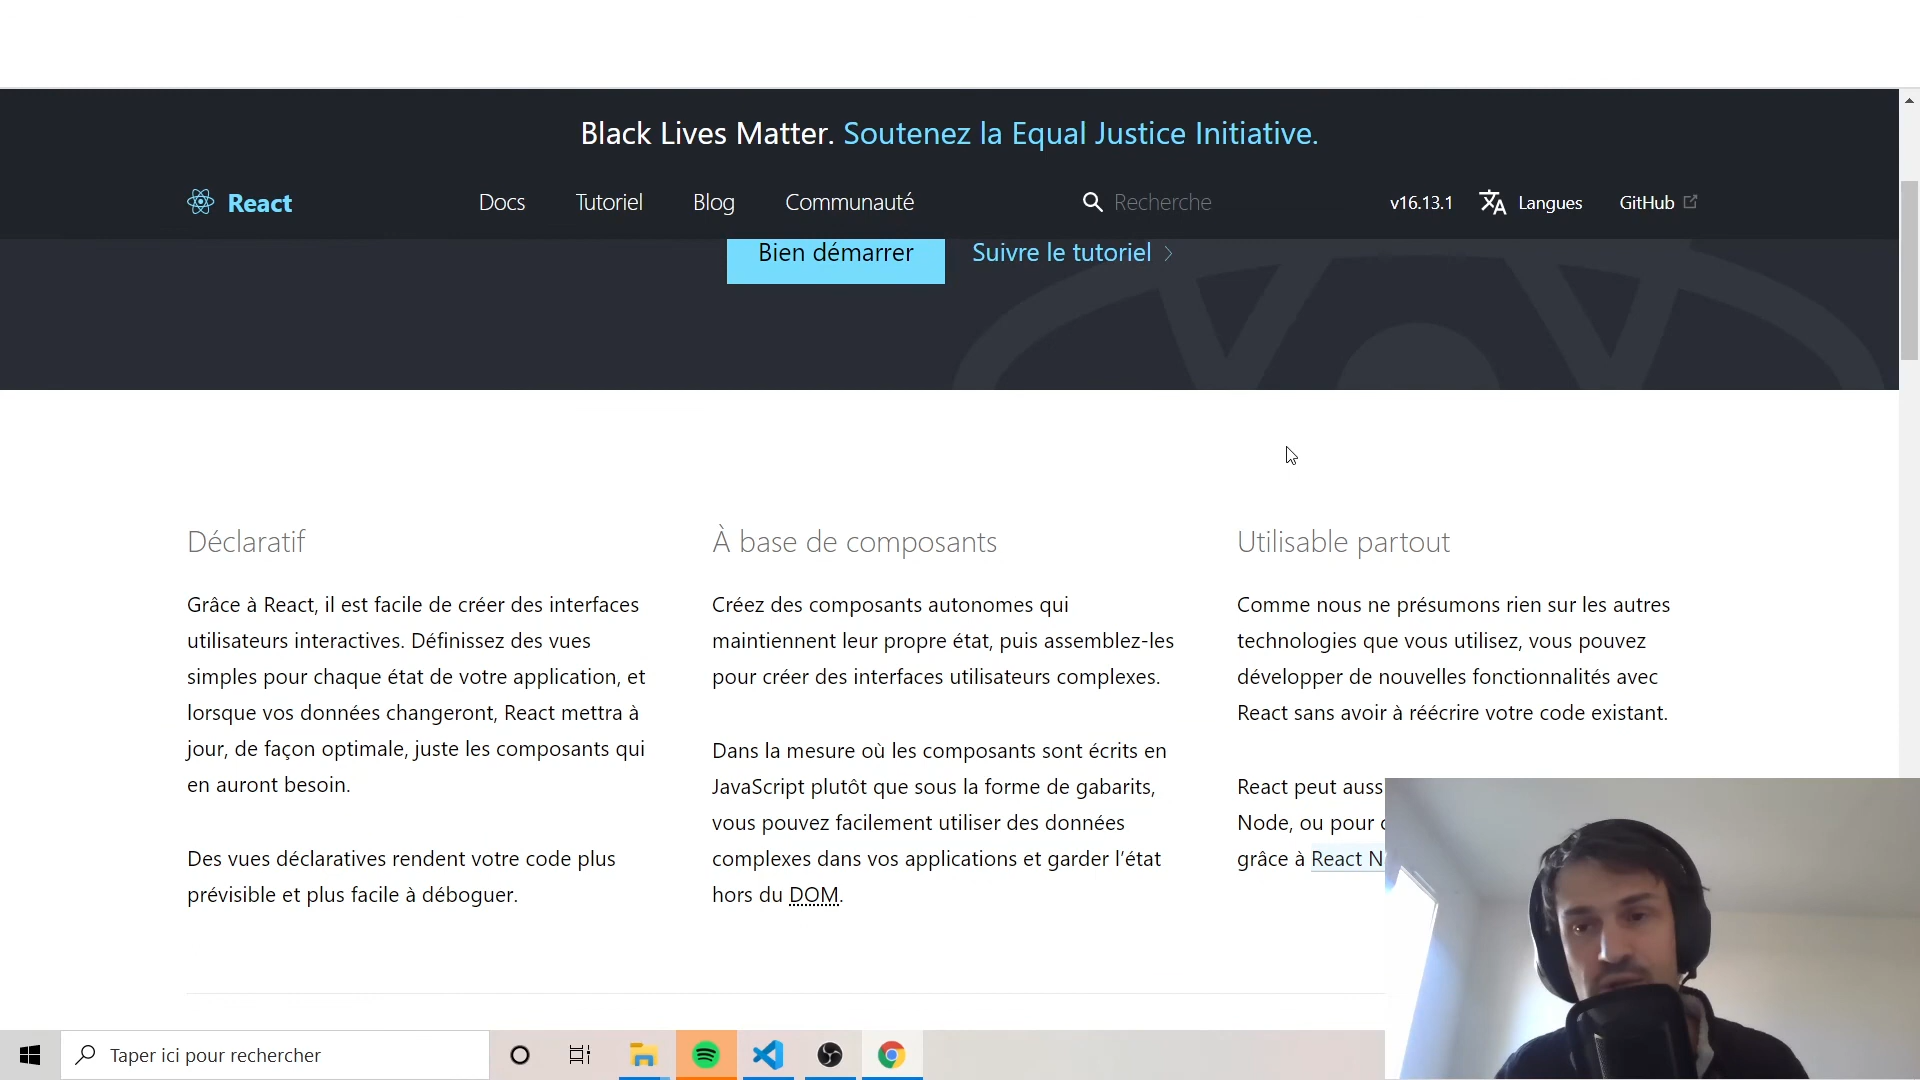 Black Lives Matter. Soutenez la Equal Justice Initiative.
React
Docs
Tutoriel
Blog
Communauté
Recherche
v16.13.1
Langues
GitHub
Bien démarrer
Suivre le tutoriel
Déclaratif
Grâce à React, il est facile de créer des interfaces
utilisateurs interactives. Définissez des vues
simples pour chaque état de votre application, et
lorsque vos données changeront, React mettra à
jour, de façon optimale, juste les composants qui
en auront besoin.
Des vues déclaratives rendent votre code plus
prévisible et plus facile à déboguer.
À base de composants
Créez des composants autonomes qui
maintiennent leur propre état, puis assemblez-les
pour créer des interfaces utilisateurs complexes.
Dans la mesure où les composants sont écrits en
JavaScript plutôt que sous la forme de gabarits,
vous pouvez facilement utiliser des données
complexes dans vos applications et garder l’état
hors du DOM.
Utilisable partout
Comme nous ne présumons rien sur les autres
technologies que vous utilisez, vous pouvez
développer de nouvelles fonctionnalités avec
React sans avoir à réécrire votre code existant.
React peut auss
Node, ou pour
grâce à React N
Taper ici pour rechercher